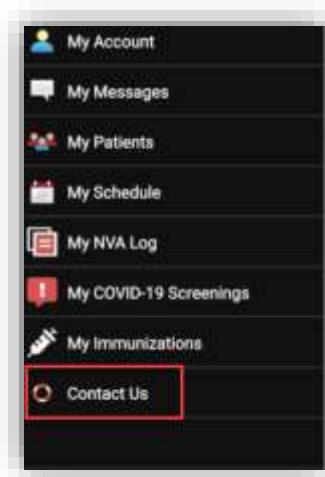 My Account
My Messages
My Patients
My Schedule
My NVA Log
My COVID-19 Screenings
My Immunizations
Contact Us